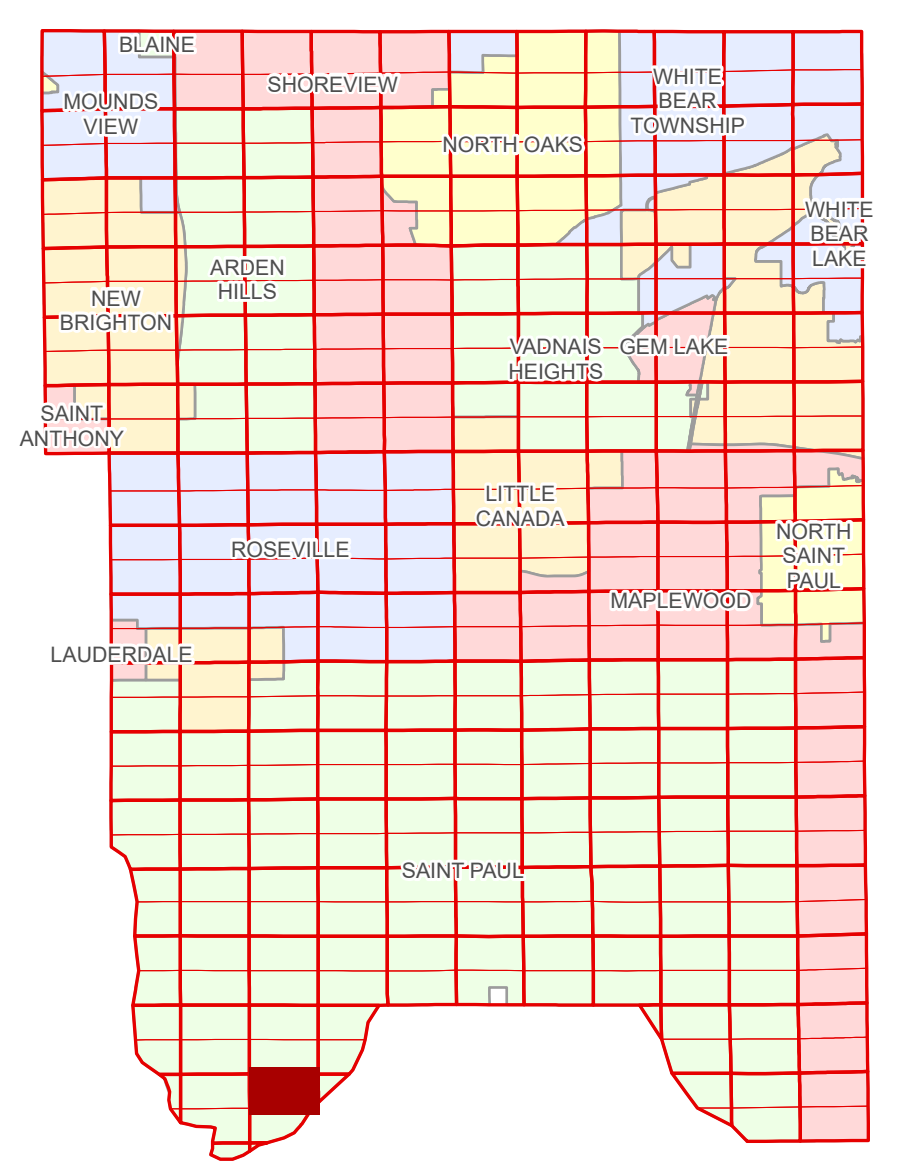 BLAINE
SHOREVIEW
MOUNDS
VIEW
WHITE
BEAR
TOWNSHIP
NORTH OAKS
WHITE
BEAR
LAKE
ARDEN
HILLS
NEW
BRIGHTON
VADNAIS
HEIGHTS
GEM LAKE
SAINT
ANTHONY
LITTLE
CANADA
ROSEVILLE
NORTH
SAINT
PAUL
MAPLEWOOD
LAUDERDALE
SAINT PAUL